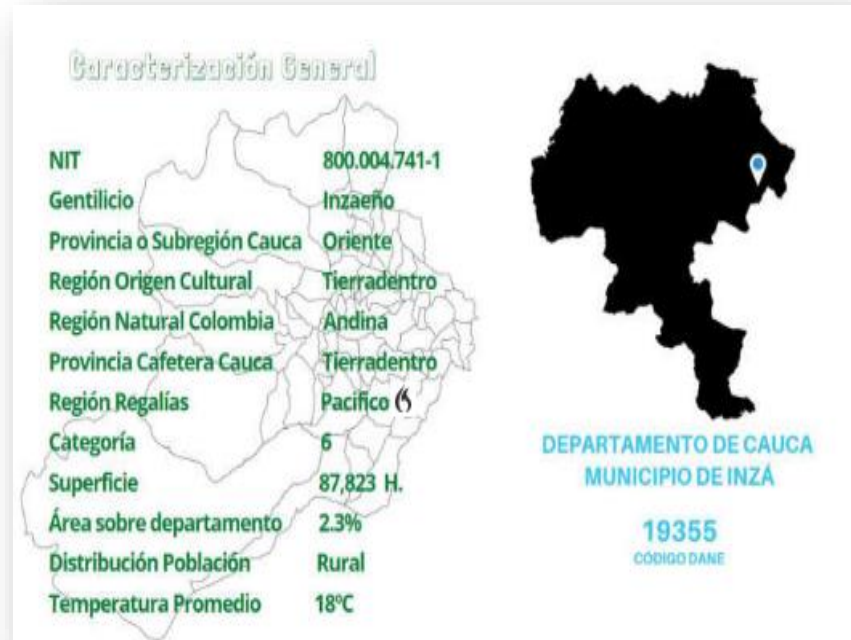 Caracterización General
NIT 800.004.741-1
Gentilicio Inzaeño
Provincia o Subregión Cauca Oriente
Región Origen Cultural Tierradentro
Región Natural Colombia Andina
Provincia Cafetera Cauca Tierradentro
Región Regalías Pacifico
Categoría 6
Superficie 87,823 H.
Área sobre departamento 2.3%
Distribución Población Rural
Temperatura Promedio 18ºC
DEPARTAMENTO DE CAUCA
MUNICIPIO DE INZÁ
19355
CÓDIGO DANE